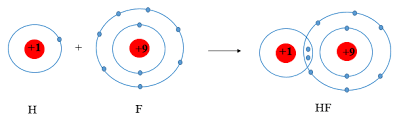 +1 + +9 +1 +9
H F HF